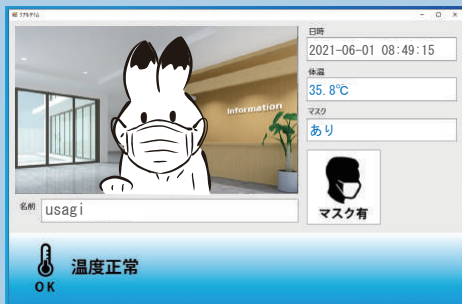 リアルタイム
日時
2021-06-01 08:49:15
体温
35.8℃
マスク
あり
Information
名前
usagi
マスク有
温度正常
OK